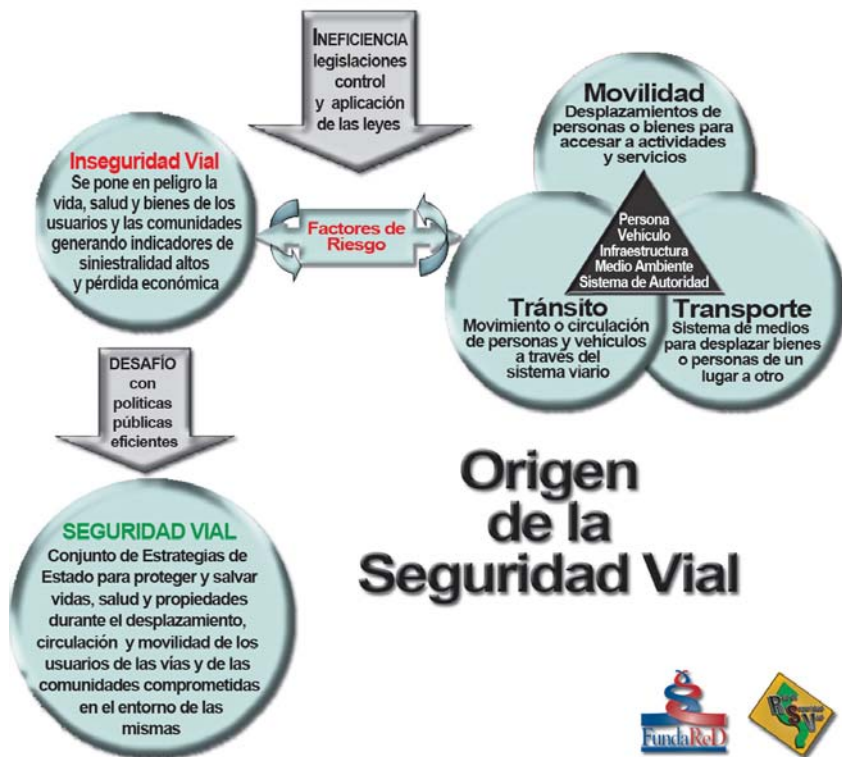 INEFICIENCIA
legislaciones
control
y aplicación
de las leyes
Movilidad
Desplazamientos de
personas o bienes para
accesar a actividades
y servicios
Inseguridad Vial
Se pone en peligro la
vida, salud y bienes de los
usuarios y las comunidades
generando indicadores de
siniestralidad altos
y pérdida económica
Factores de
Riesgo
Persona
Vehiculo
Infraestructura
Medio Ambiente
Sistema de Autoridad
Tránsito
Movimiento o circulación
de personas y vehículos
a través del
sistema viario
Transporte
Sistema de medios
para desplazar bienes
o personas de un
lugar a otro
DESAFÍO
con
políticas
públicas
eficientes
SEGURIDAD VIAL
Conjunto de Estrategias de
Estado para proteger y salvar
vidas, salud y propiedades
durante el desplazamiento,
circulación y movilidad de los
usuarios de las vías y de las
comunidades comprometidas
en el entorno de las
mismas
Origen
de la
Seguridad Vial
FundaReD